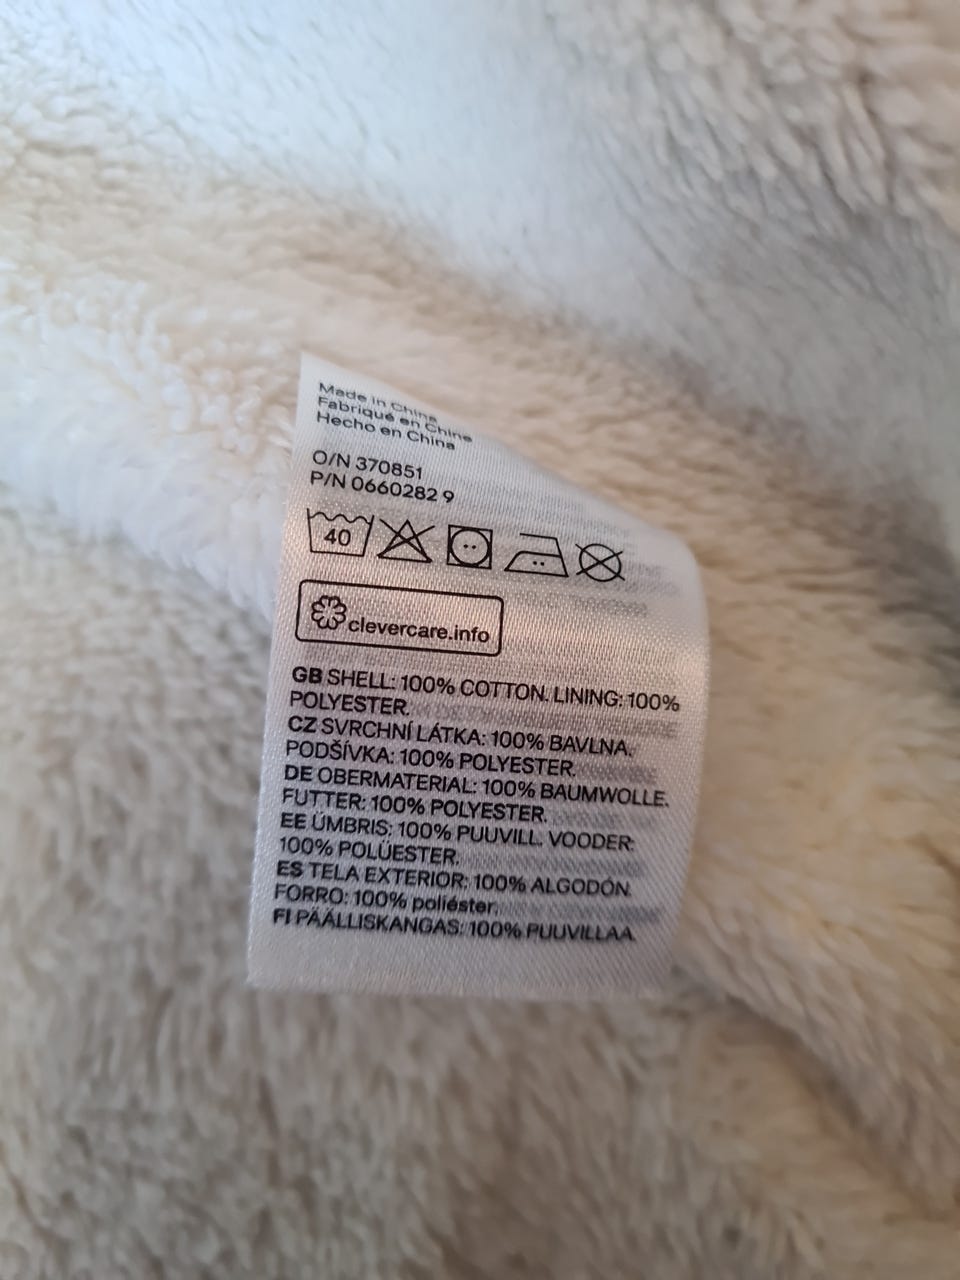 Made in China
Fabriqué en Chine
Hecho en China
O/N 370851
P/N 0660282 9
40
clevercare.info
GB SHELL: 100% COTTON. LINING: 100%
POLYESTER.
CZ SVRCHNÍ LÁTKA: 100% BAVLNA.
PODŠÍVKA: 100% POLYESTER.
DE OBERMATERIAL: 100% BAUMWOLLE.
FUTTER: 100% POLYESTER.
EE ÜMBRIS: 100% PUUVILL. VOODER:
100% POLÜESTER.
ES TELA EXTERIOR: 100% ALGODÓN.
FORRO: 100% poliéster.
FI PÄÄLLISKANGAS: 100% PUUVILLAA.